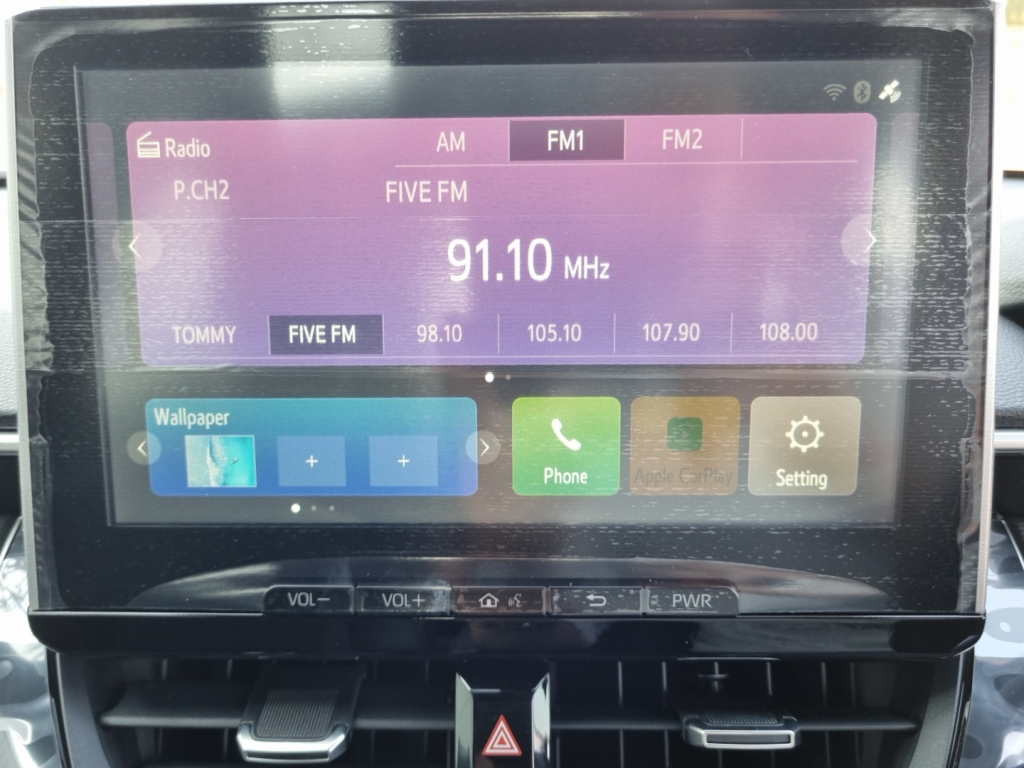 Radio AM FM1 FM2
P.CH2 FIVE FM
91.10 MHz
TOMMY FIVE FM 98.10 105.10 107.90 108.00
Wallpaper
+ +
Phone Apple CarPlay Setting
VOL- VOL+ PWR